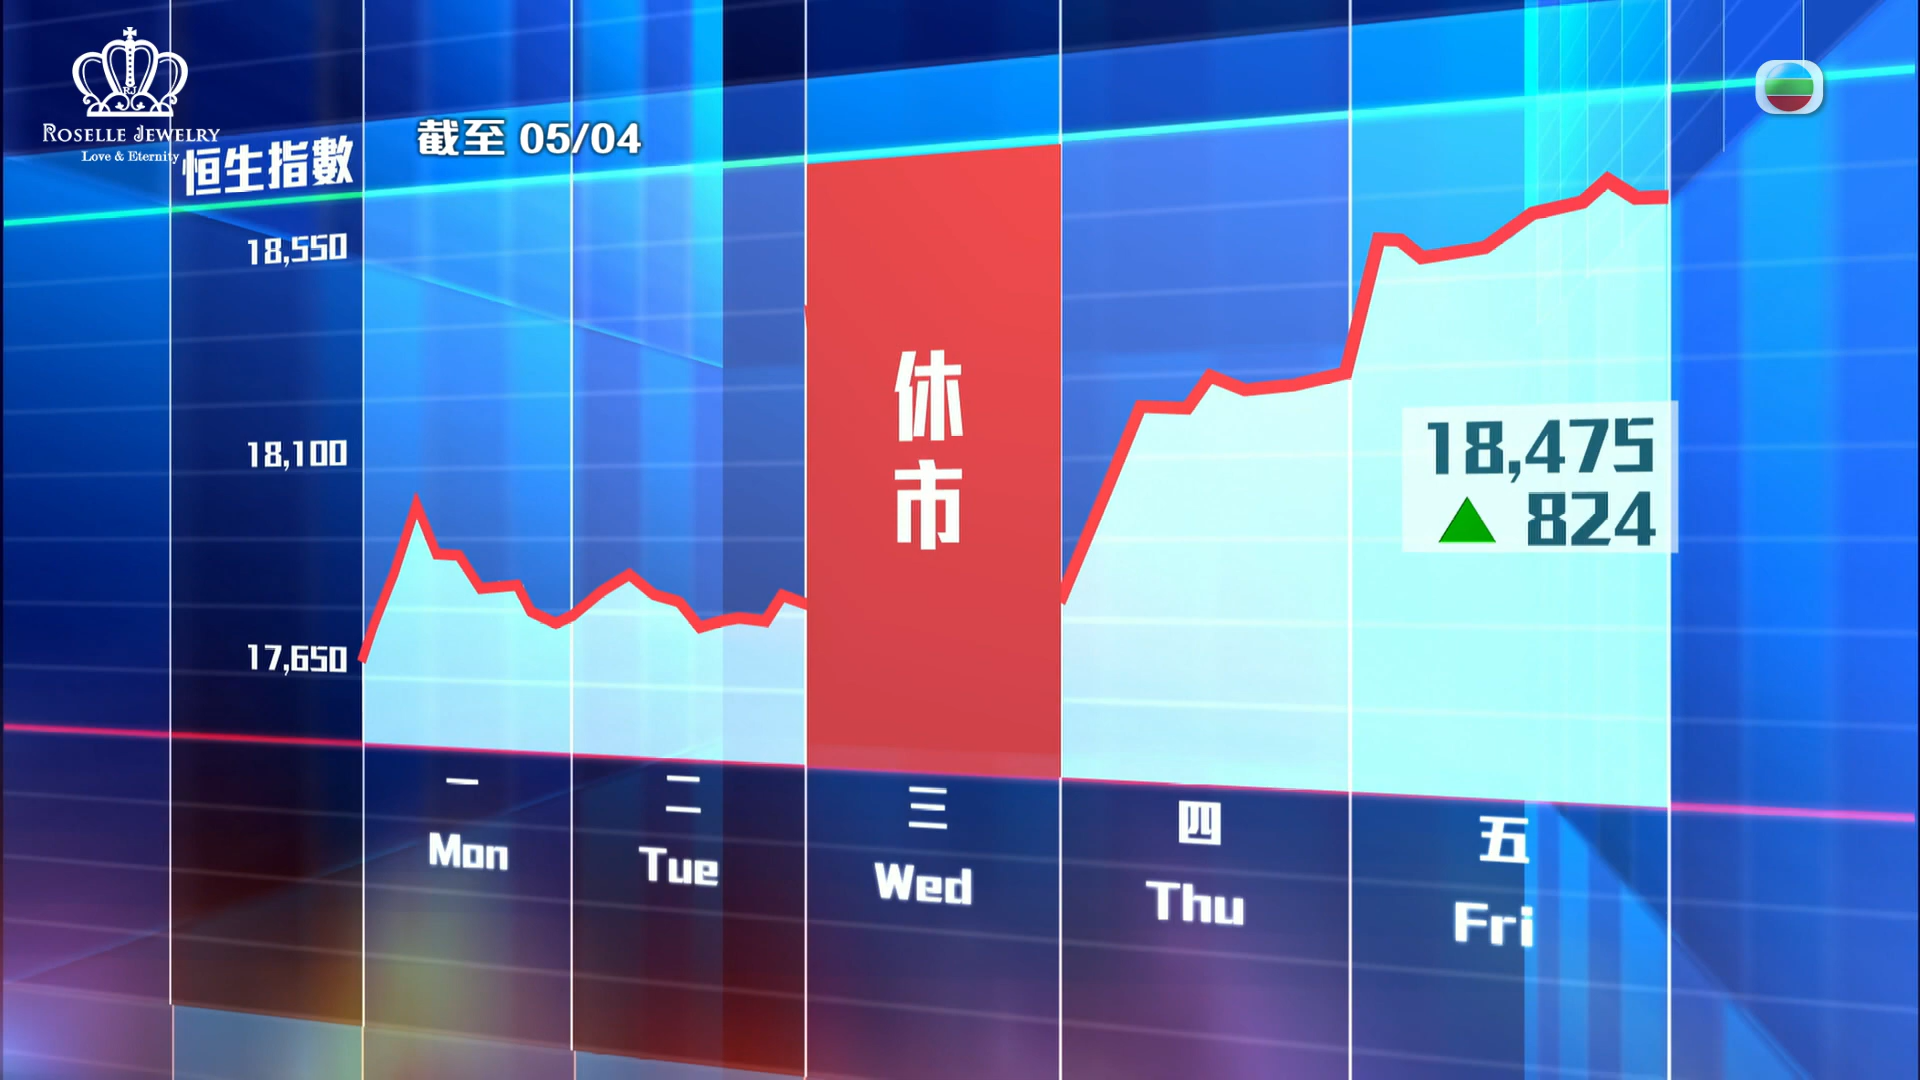 ROSELLE JEWELRY
Love & Eternity
恒生指數
截至 05/04
18,550
18,100
17,650
休市
18,475
▲ 824
一 二 三 四 五
Mon Tue Wed Thu Fri